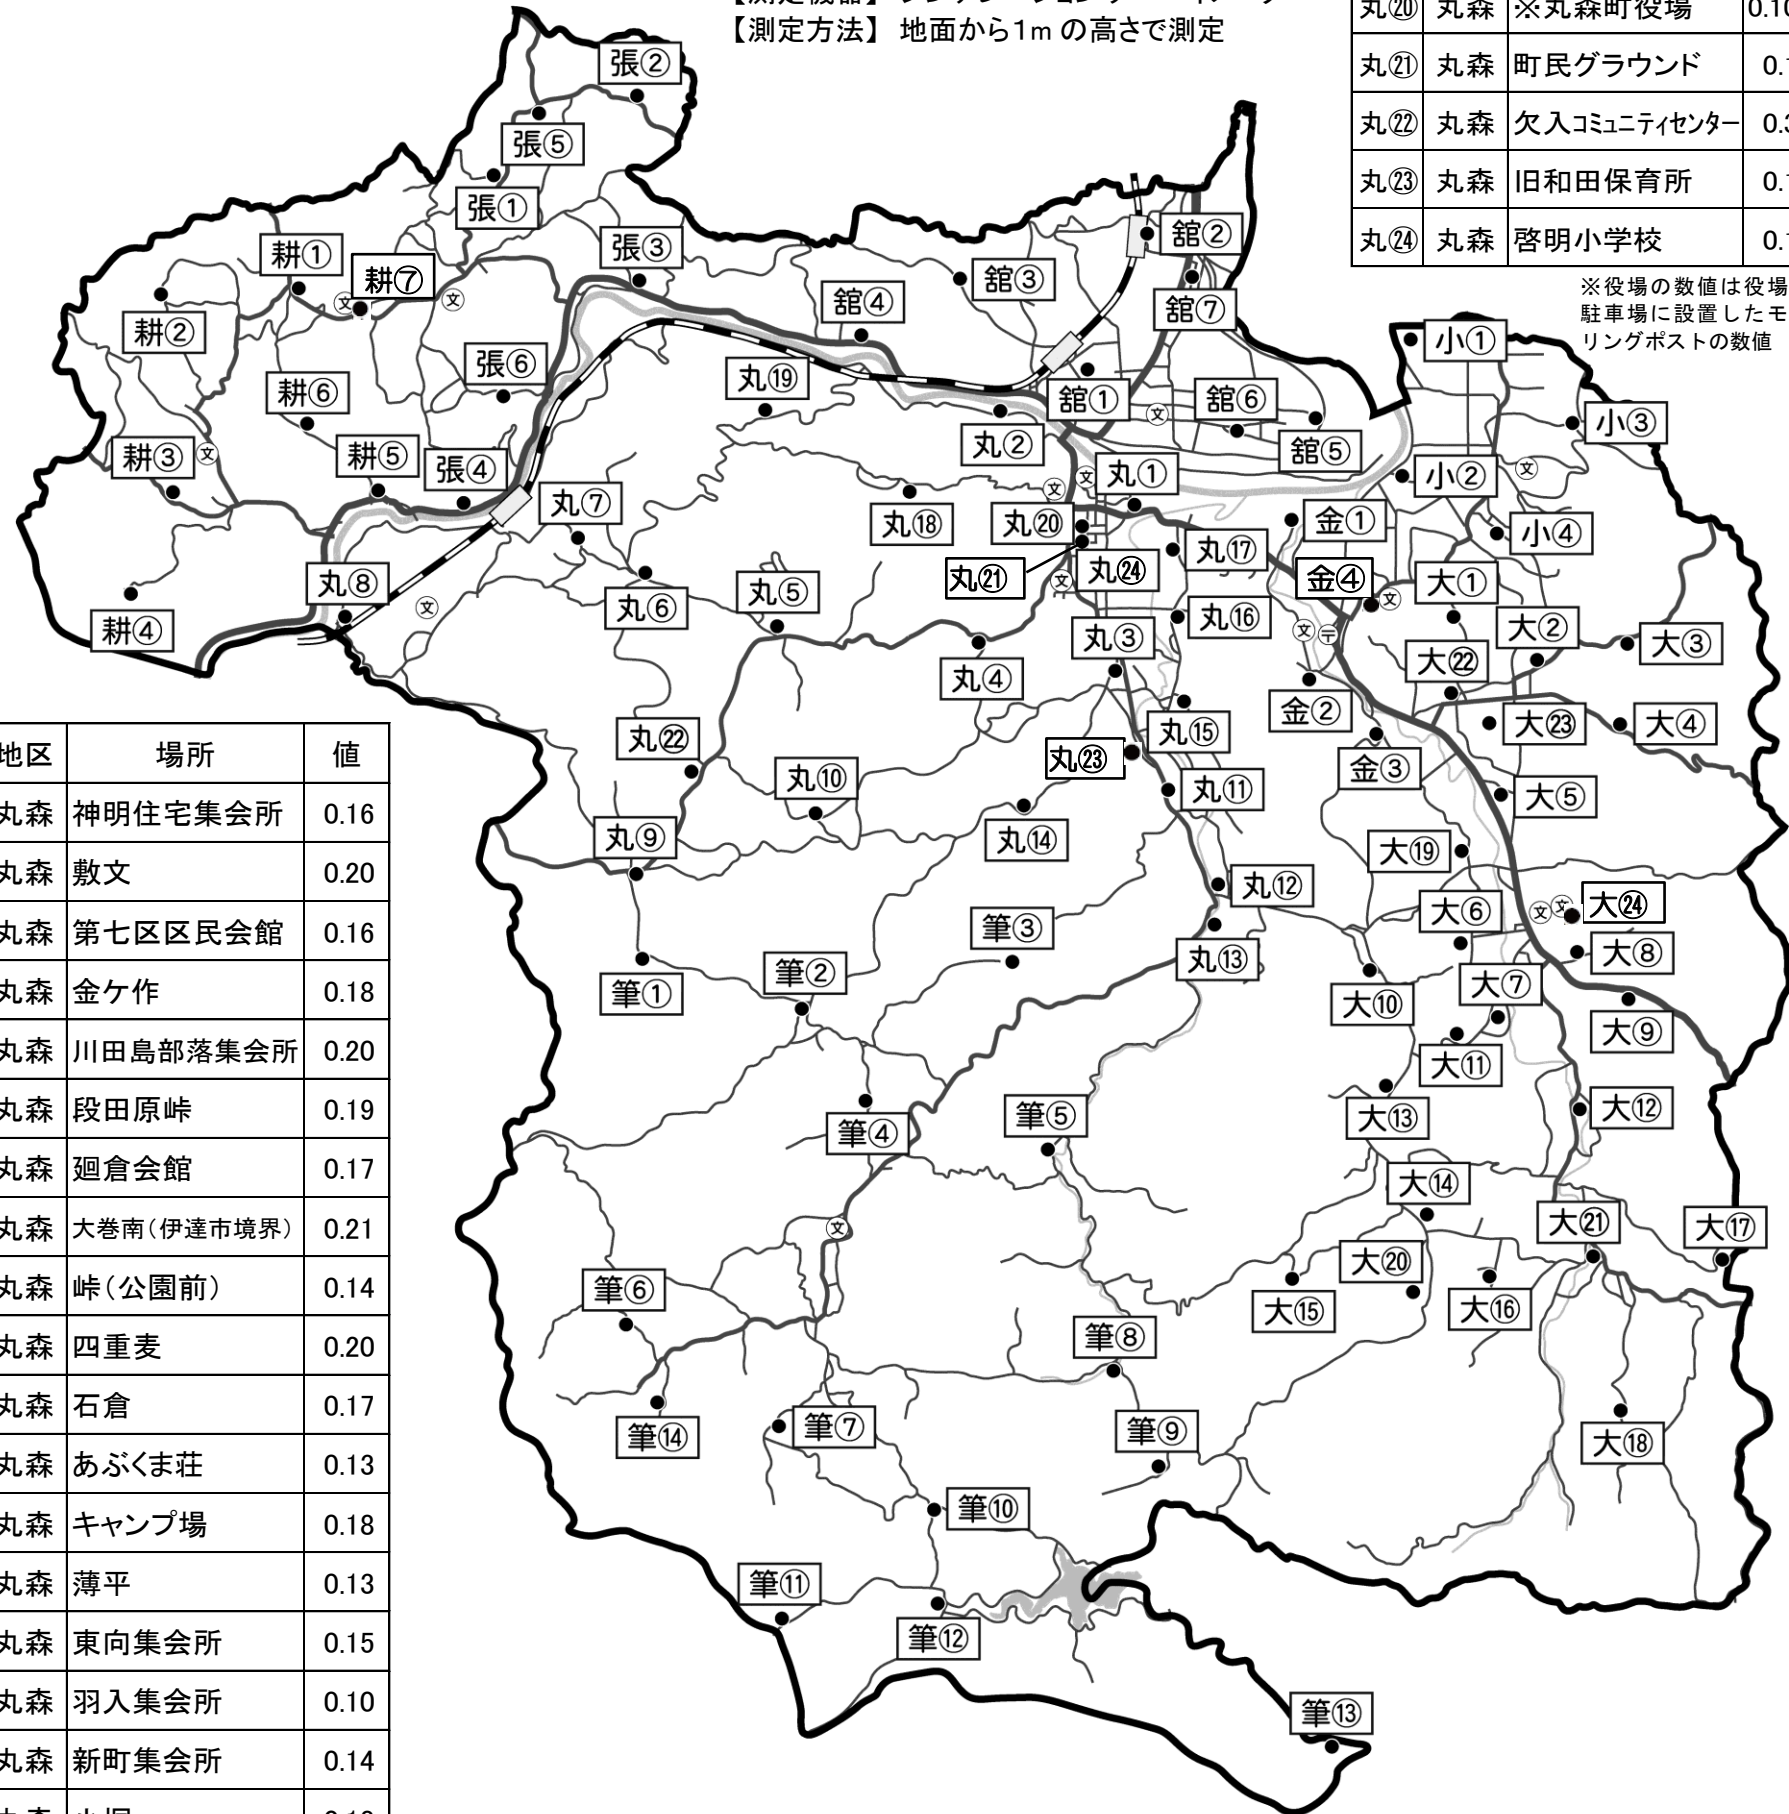 【測定方法】 地面から1m の高さで測定
丸⑳ 丸森 ※丸森町役場
丸㉑ 丸森 町民グラウンド
丸㉒ 丸森 欠入コミュニティセンター
丸㉓ 丸森 旧和田保育所
丸㉔ 丸森 啓明小学校
※役場の数値は役場
駐車場に設置したモ
リングポストの数値
張②
張⑤
張①
張③
耕①
耕⑦
文
文
耕②
舘②
舘③
舘④
舘⑦
小①
張⑥
丸⑲
耕⑥
舘①
舘⑥
文
小③
丸②
舘⑤
耕③
文
耕⑤
張④
丸①
文
文
小②
文
丸⑦
丸⑱
丸⑳
丸⑰
金①
小④
丸㉑
丸㉔
文
金④
文
大①
丸⑧
文
丸⑥
丸⑤
丸⑯
耕④
丸③
文
〒
大②
大③
丸④
大㉒
金②
丸㉒
丸⑮
大㉓
大④
丸㉓
丸⑩
丸⑪
金③
大⑤
丸⑨
丸⑭
大⑲
丸⑫
大⑥
文
文
大㉔
筆③
丸⑬
大⑧
筆①
筆②
大⑦
大⑩
大⑨
大⑪
筆⑤
大⑬
大⑫
筆④
大⑭
文
大㉑
大⑰
大⑳
筆⑥
大⑮
大⑯
筆⑧
筆⑭
筆⑦
筆⑨
大⑱
筆⑩
筆⑪
筆⑫
筆⑬
地区 場所 値
丸森 神明住宅集会所 0.16
丸森 敷文 0.20
丸森 第七区区民会館 0.16
丸森 金ケ作 0.18
丸森 川田島部落集会所 0.20
丸森 段田原峠 0.19
丸森 廻倉会館 0.17
丸森 大巻南（伊達市境界） 0.21
丸森 峠（公園前） 0.14
丸森 四重麦 0.20
丸森 石倉 0.17
丸森 あぶくま荘 0.13
丸森 キャンプ場 0.18
丸森 薄平 0.13
丸森 東向集会所 0.15
丸森 羽入集会所 0.10
丸森 新町集会所 0.14